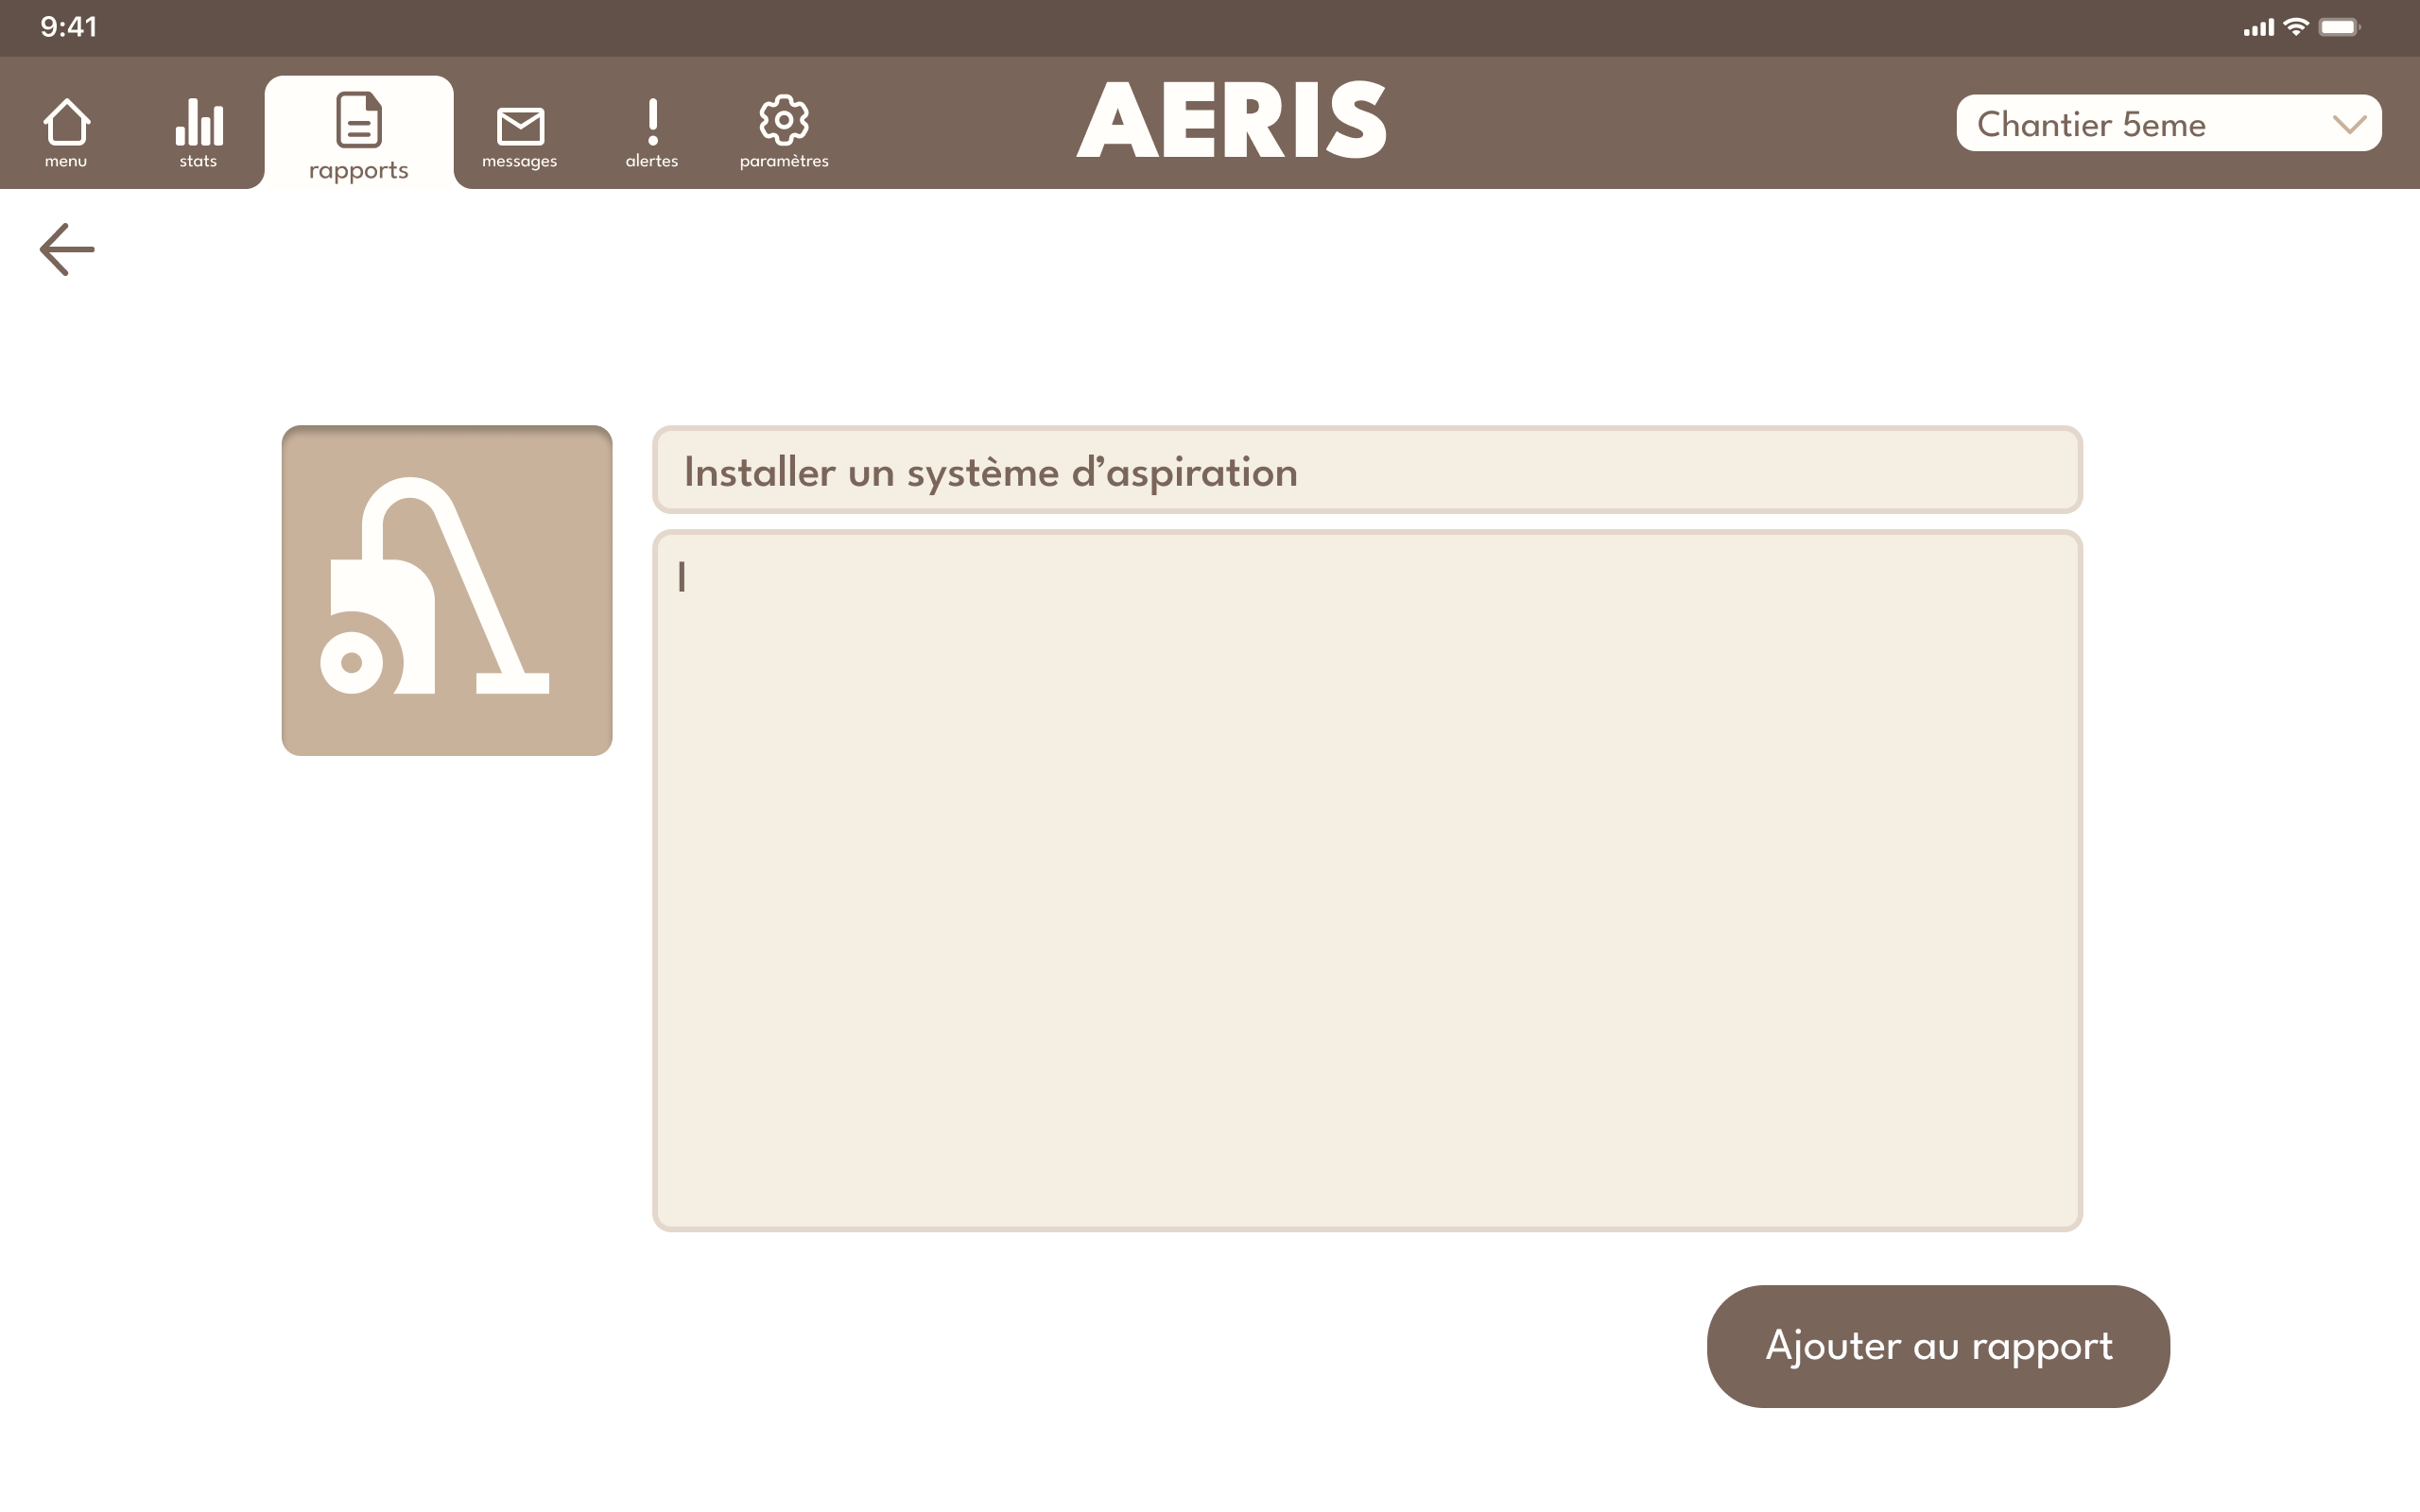 9:41
menu
stats
rapports
messages
alertes
paramètres
AERIS
Chantier 5eme
Installer un système d’aspiration
Ajouter au rapport